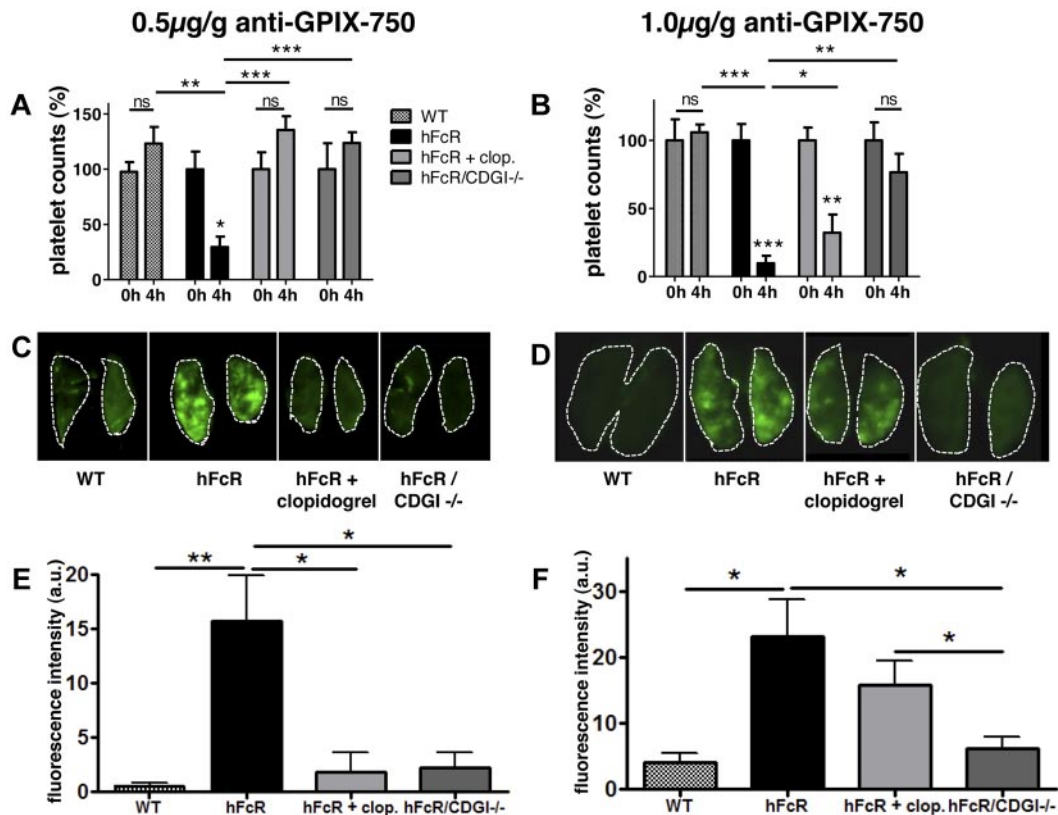 0.5µg/g anti-GPIX-750
1.0µg/g anti-GPIX-750
A
platelet counts (%)
150
100
50
0
ns
**
***
***
ns
ns
*
0h 4h 0h 4h 0h 4h 0h 4h
WT
hFcR
hFcR + clop.
hFcR/CDGI-/-
B
platelet counts (%)
100
50
0
ns
***
*
**
ns
***
**
0h 4h 0h 4h 0h 4h 0h 4h
C
WT
hFcR
hFcR +
clopidogrel
hFcR /
CDGI -/-
D
WT
hFcR
hFcR +
clopidogrel
hFcR /
CDGI -/-
E
fluorescence intensity (a.u.)
20
15
10
5
0
**
*
*
WT
hFcR
hFcR + clop.
hFcR/CDGI-/-
F
fluorescence intensity (a.u.)
30
20
10
0
*
*
*
WT
hFcR
hFcR + clop.
hFcR/CDGI-/-